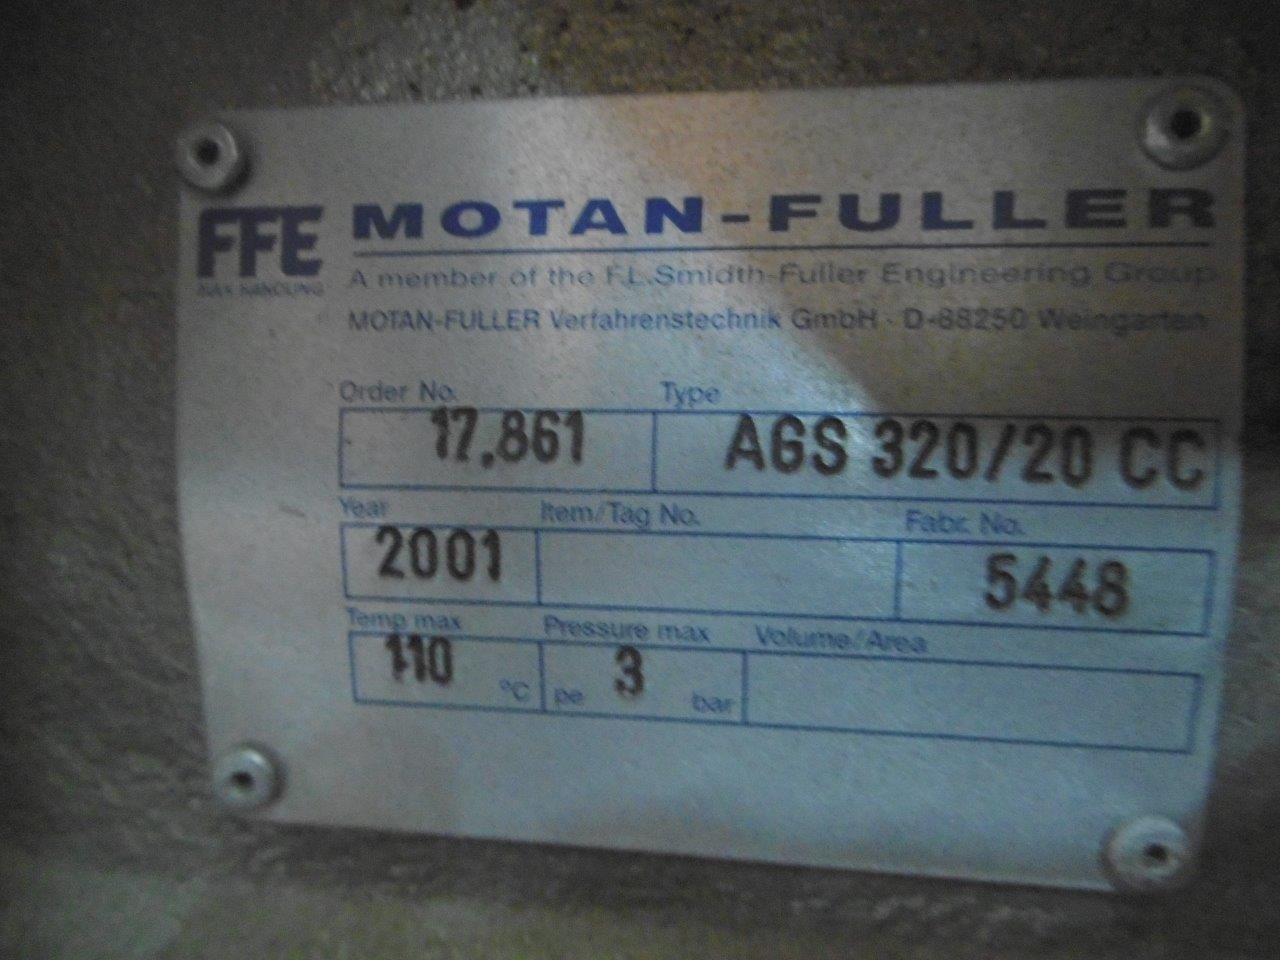 FFE MOTAN-FULLER
A member of the F.L.Smidth-Fuller Engineering Group
MOTAN-FULLER Verfahrenstechnik GmbH · D-88250 Weingarten
Order No. Type
17.861 AGS 320/20 CC
Year Item/Tag No. Fabr. No.
2001 5448
Temp max Pressure max Volume/Area
110 °C pe 3 bar